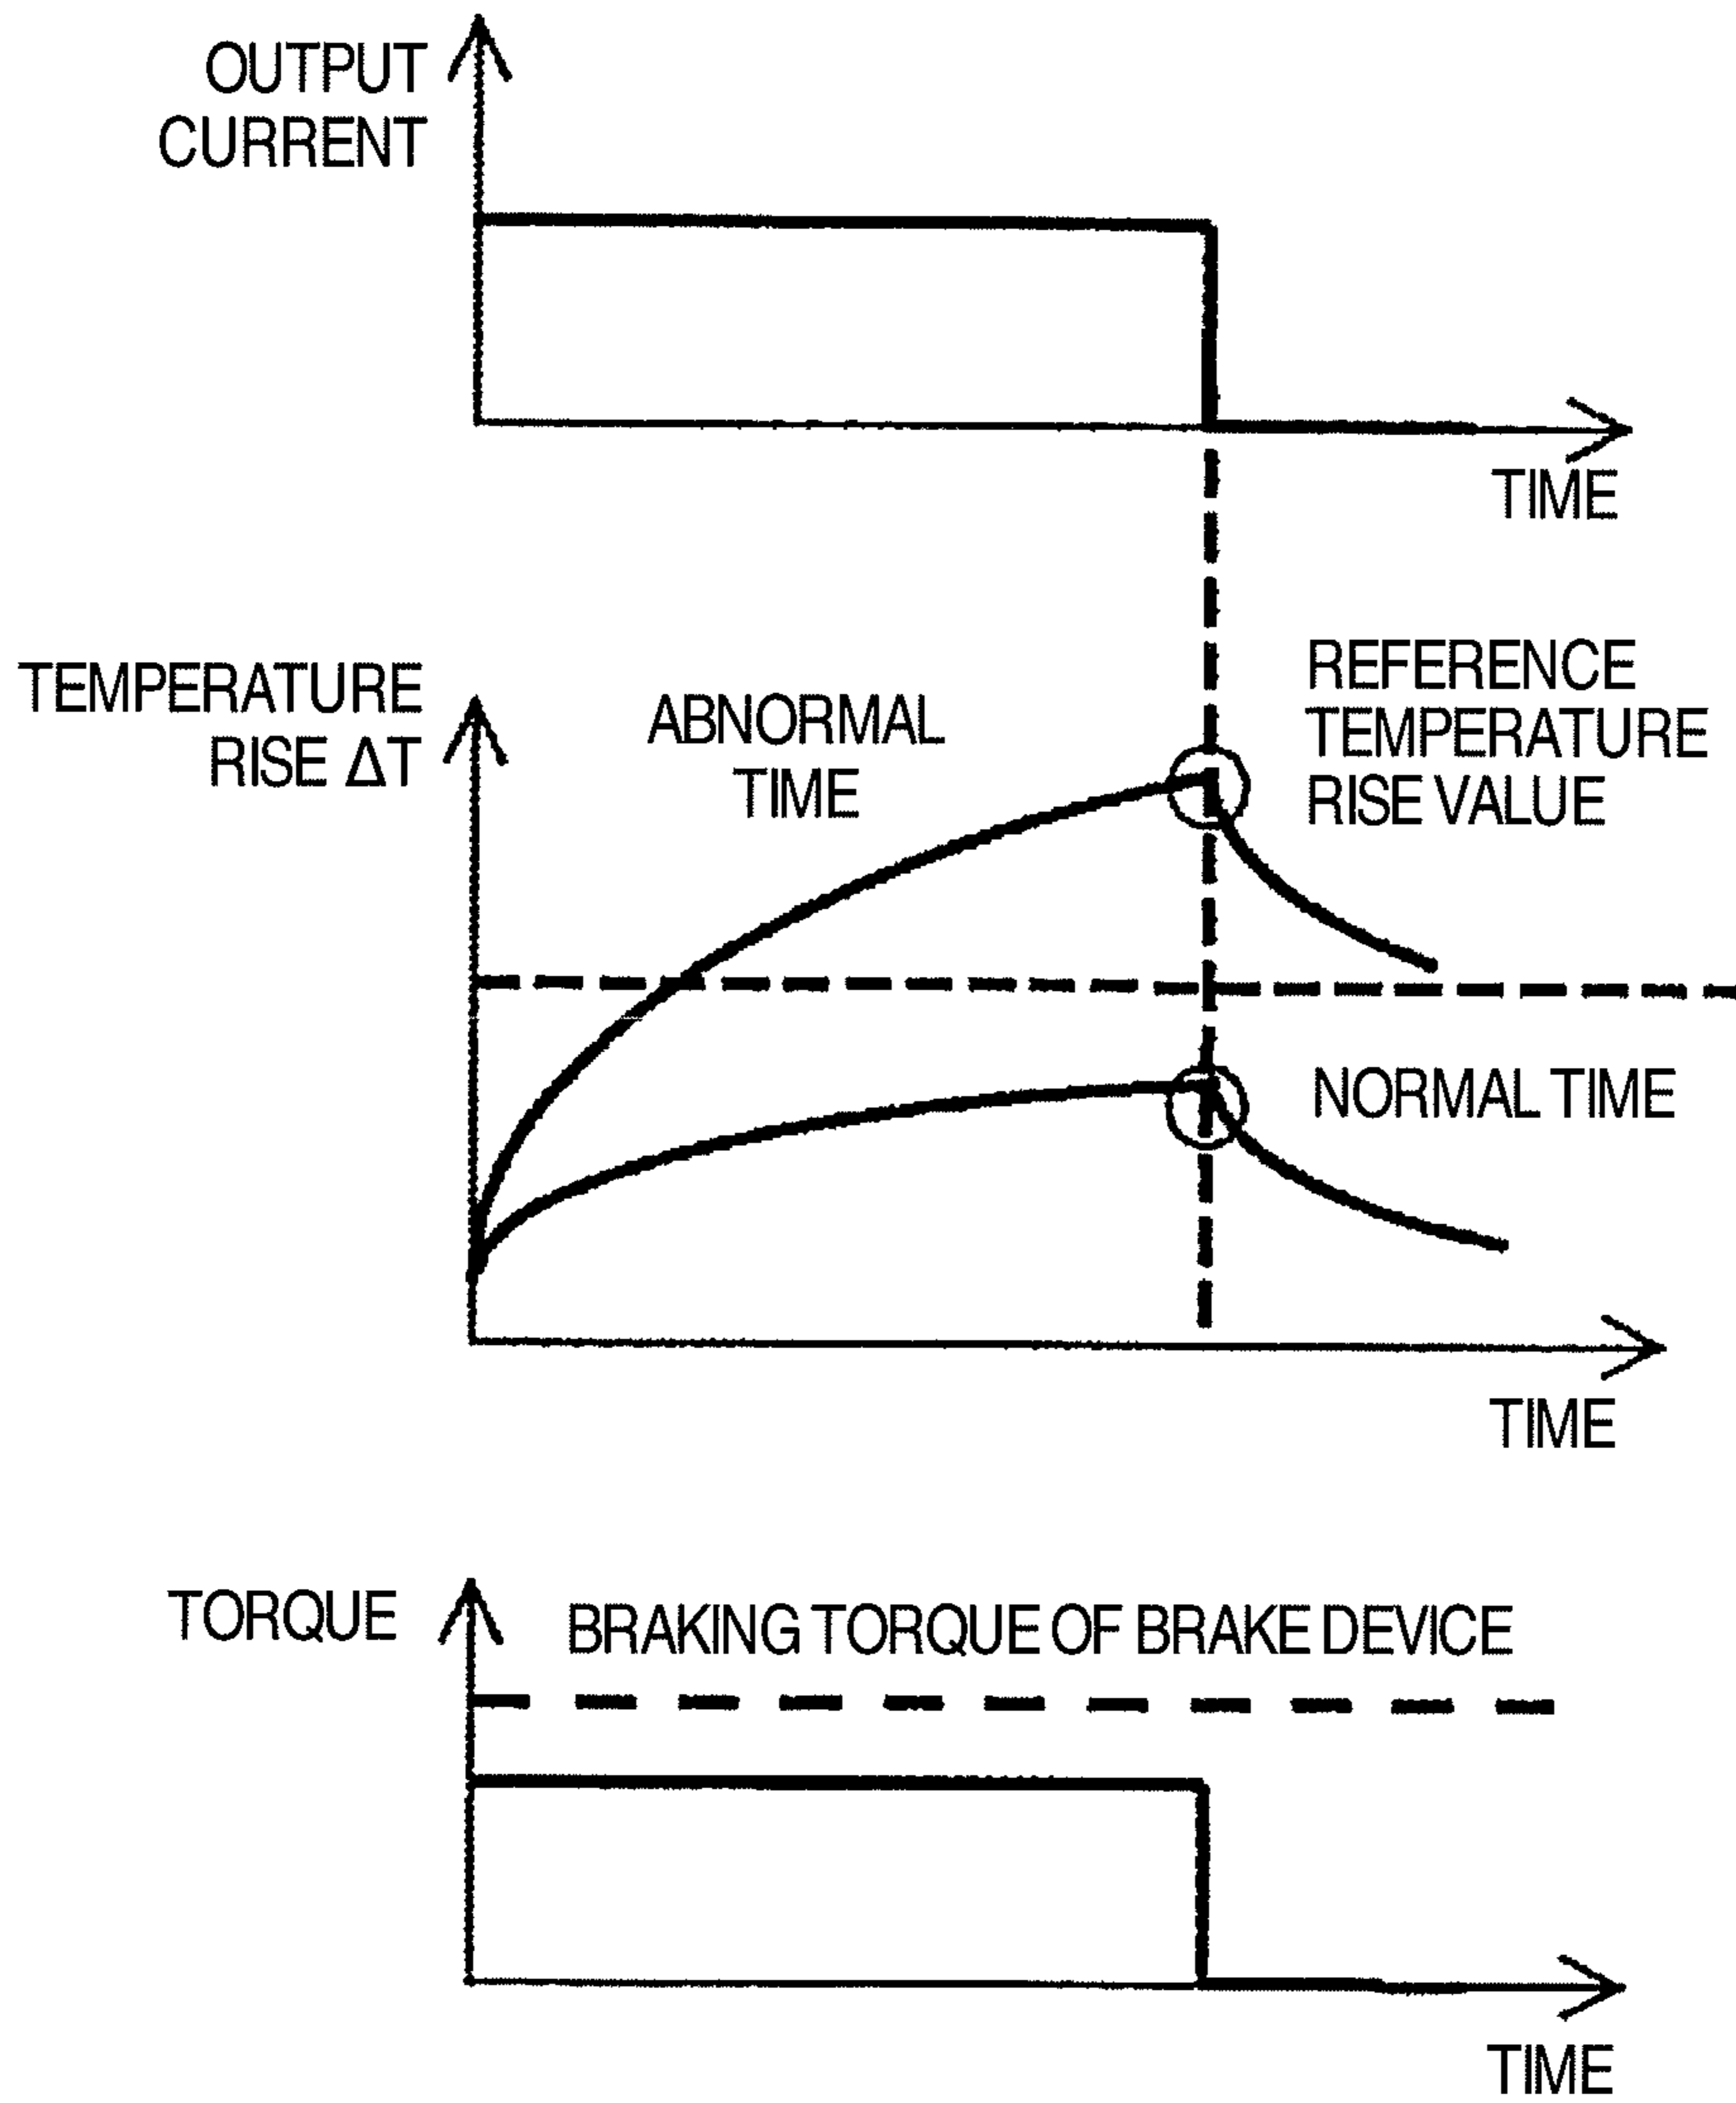 OUTPUT
CURRENT
TIME
TEMPERATURE
RISE ΔT
ABNORMAL
TIME
REFERENCE
TEMPERATURE
RISE VALUE
NORMAL TIME
TIME
TORQUE
BRAKING TORQUE OF BRAKE DEVICE
TIME